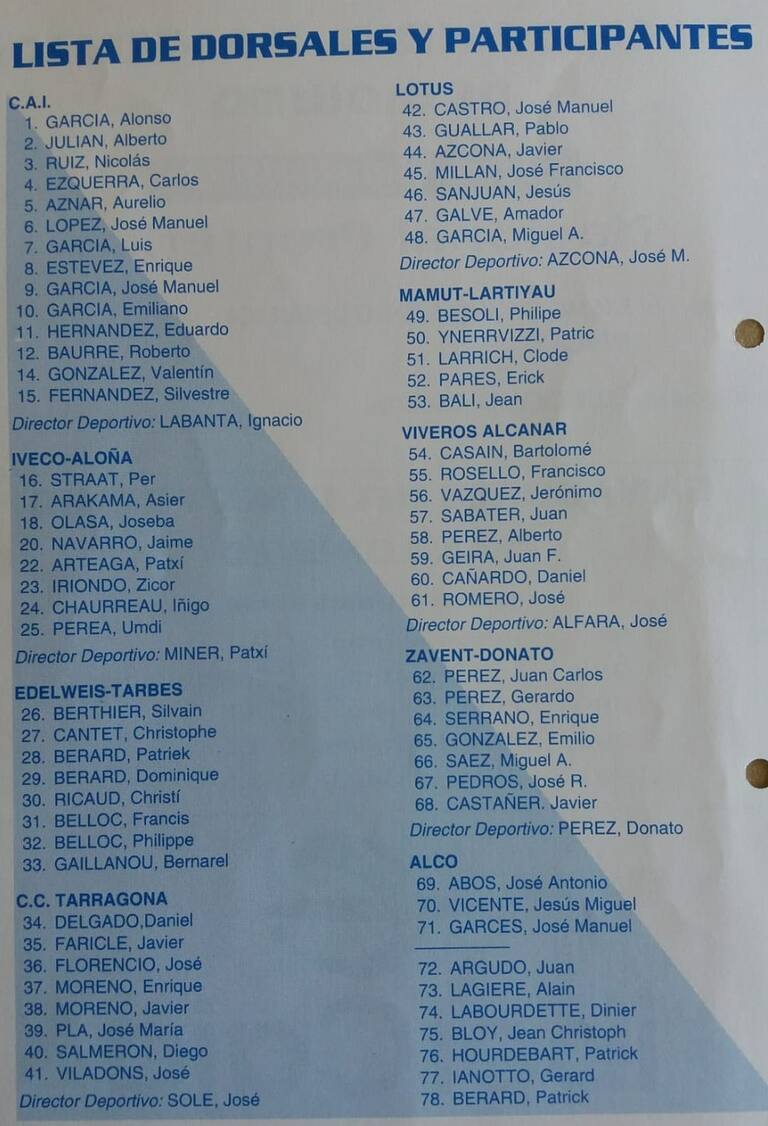 LISTA DE DORSALES Y PARTICIPANTES
C.A.I.
1. GARCIA, Alonso
2. JULIAN, Alberto
3. RUIZ, Nicolás
4. EZQUERRA, Carlos
5. AZNAR, Aurelio
6. LOPEZ, José Manuel
7. GARCIA, Luis
8. ESTEVEZ, Enrique
9. GARCIA, José Manuel
10. GARCIA, Emiliano
11. HERNANDEZ, Eduardo
12. BAURRE, Roberto
14. GONZALEZ, Valentín
15. FERNANDEZ, Silvestre
Director Deportivo: LABANTA, Ignacio
IVECO-ALOÑA
16. STRAAT, Per
17. ARAKAMA, Asier
18. OLASA, Joseba
20. NAVARRO, Jaime
22. ARTEAGA, Patxí
23. IRIONDO, Zicor
24. CHAURREAU, Iñigo
25. PEREA, Umdi
Director Deportivo: MINER, Patxí
EDELWEIS-TARBES
26. BERTHIER, Silvain
27. CANTET, Christophe
28. BERARD, Patriek
29. BERARD, Dominique
30. RICAUD, Christí
31. BELLOC, Francis
32. BELLOC, Philippe
33. GAILLANOU, Bernarel
C.C. TARRAGONA
34. DELGADO,Daniel
35. FARICLE, Javier
36. FLORENCIO, José
37. MORENO, Enrique
38. MORENO, Javier
39. PLA, José María
40. SALMERON, Diego
41. VILADONS, José
Director Deportivo: SOLE, José
LOTUS
42. CASTRO, José Manuel
43. GUALLAR, Pablo
44. AZCONA, Javier
45. MILLAN, José Francisco
46. SANJUAN, Jesús
47. GALVE, Amador
48. GARCIA, Miguel A.
Director Deportivo: AZCONA, José M.
MAMUT-LARTIYAU
49. BESOLI, Philipe
50. YNERRVIZZI, Patric
51. LARRICH, Clode
52. PARES, Erick
53. BALI, Jean
VIVEROS ALCANAR
54. CASAIN, Bartolomé
55. ROSELLO, Francisco
56. VAZQUEZ, Jerónimo
57. SABATER, Juan
58. PEREZ, Alberto
59. GEIRA, Juan F.
60. CAÑARDO, Daniel
61. ROMERO, José
Director Deportivo: ALFARA, José
ZAVENT-DONATO
62. PEREZ, Juan Carlos
63. PEREZ, Gerardo
64. SERRANO, Enrique
65. GONZALEZ, Emilio
66. SAEZ, Miguel A.
67. PEDROS, José R.
68. CASTAÑER. Javier
Director Deportivo: PEREZ, Donato
ALCO
69. ABOS, José Antonio
70. VICENTE, Jesús Miguel
71. GARCES, José Manuel
72. ARGUDO, Juan
73. LAGIERE, Alain
74. LABOURDETTE, Dinier
75. BLOY, Jean Christoph
76. HOURDEBART, Patrick
77. IANOTTO, Gerard
78. BERARD, Patrick